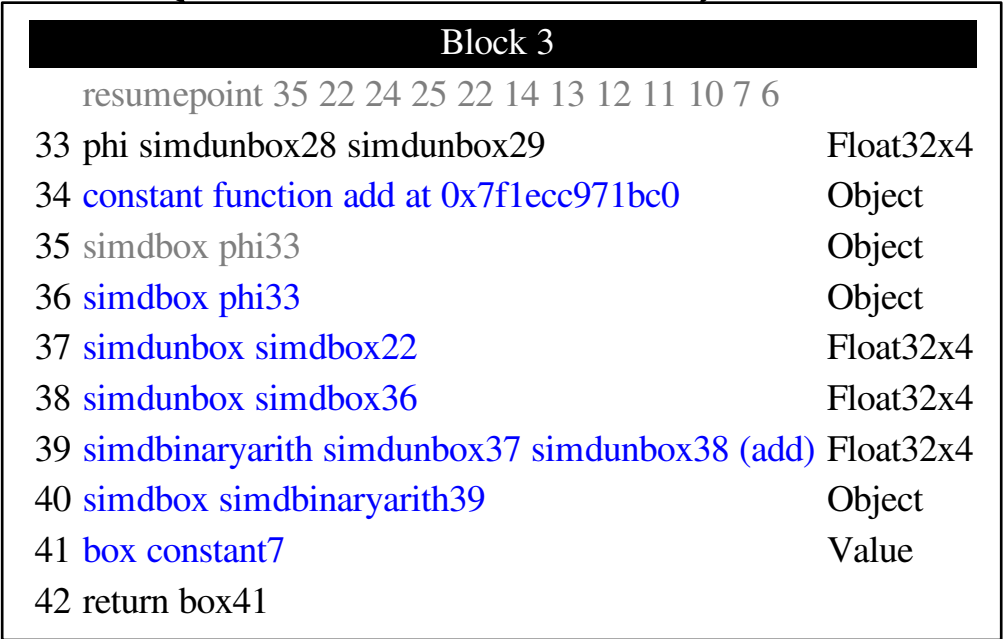 Block 3
resumepoint 35 22 24 25 22 14 13 12 11 10 7 6
33 phi simdunbox28 simdunbox29 Float32x4
34 constant function add at 0x7f1ecc971bc0 Object
35 simdbox phi33 Object
36 simdbox phi33 Object
37 simdunbox simdbox22 Float32x4
38 simdunbox simdbox36 Float32x4
39 simdbinaryarith simdunbox37 simdunbox38 (add) Float32x4
40 simdbox simdbinaryarith39 Object
41 box constant7 Value
42 return box41